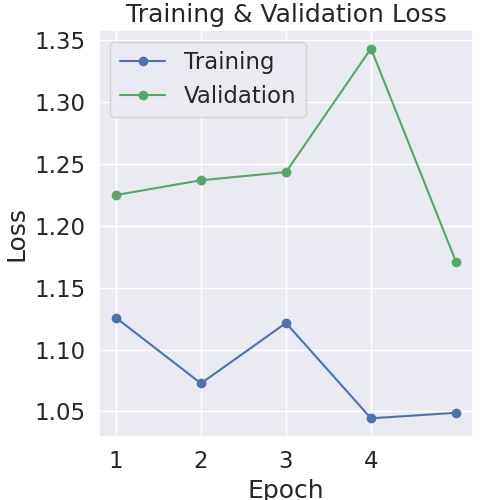 Training & Validation Loss
Training
Validation
Loss
1.35
1.30
1.25
1.20
1.15
1.10
1.05
1 2 3 4
Epoch